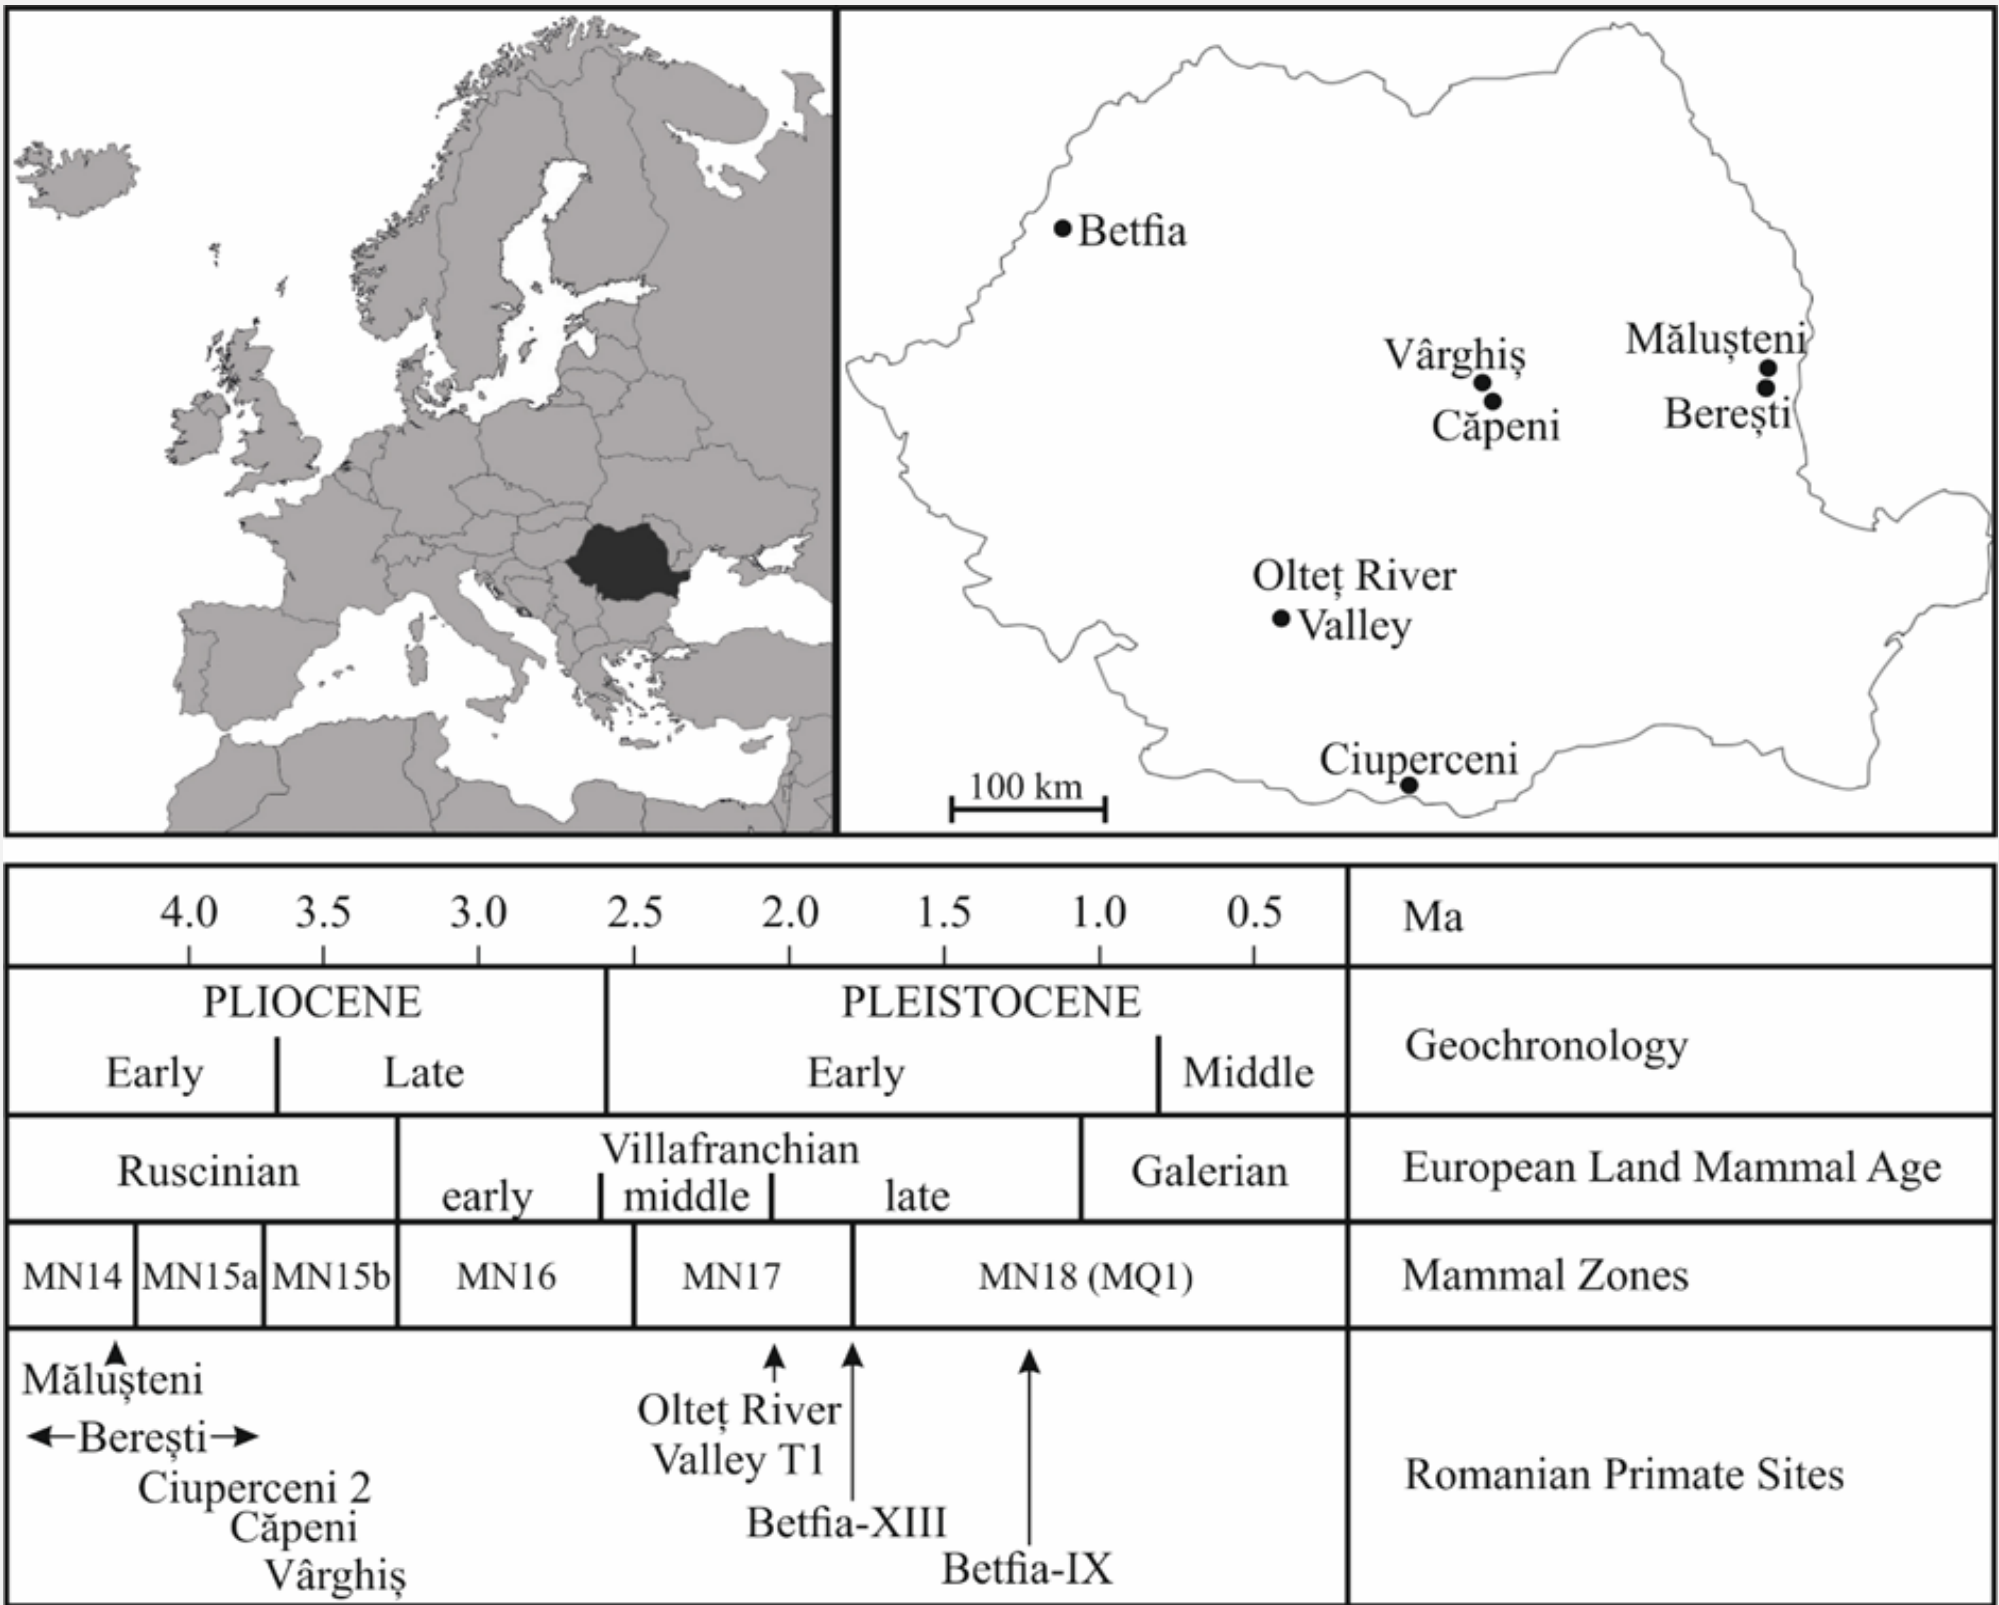 Betfia
Vârghiș
Căpeni
Mălușteni
Berești
Olteț River
Valley
Ciuperceni
100 km
4.0 3.5 3.0 2.5 2.0 1.5 1.0 0.5 Ma
PLIOCENE PLEISTOCENE
Early Late Early Middle
Geochronology
Villafranchian
Ruscinian early middle late Galerian
European Land Mammal Age
MN14 MN15a MN15b MN16 MN17 MN18 (MQ1) Mammal Zones
Mălușteni
Berești
Ciuperceni 2
Căpeni
Vârghiș
Olteț River
Valley T1
Betfia-XIII
Betfia-IX
Romanian Primate Sites